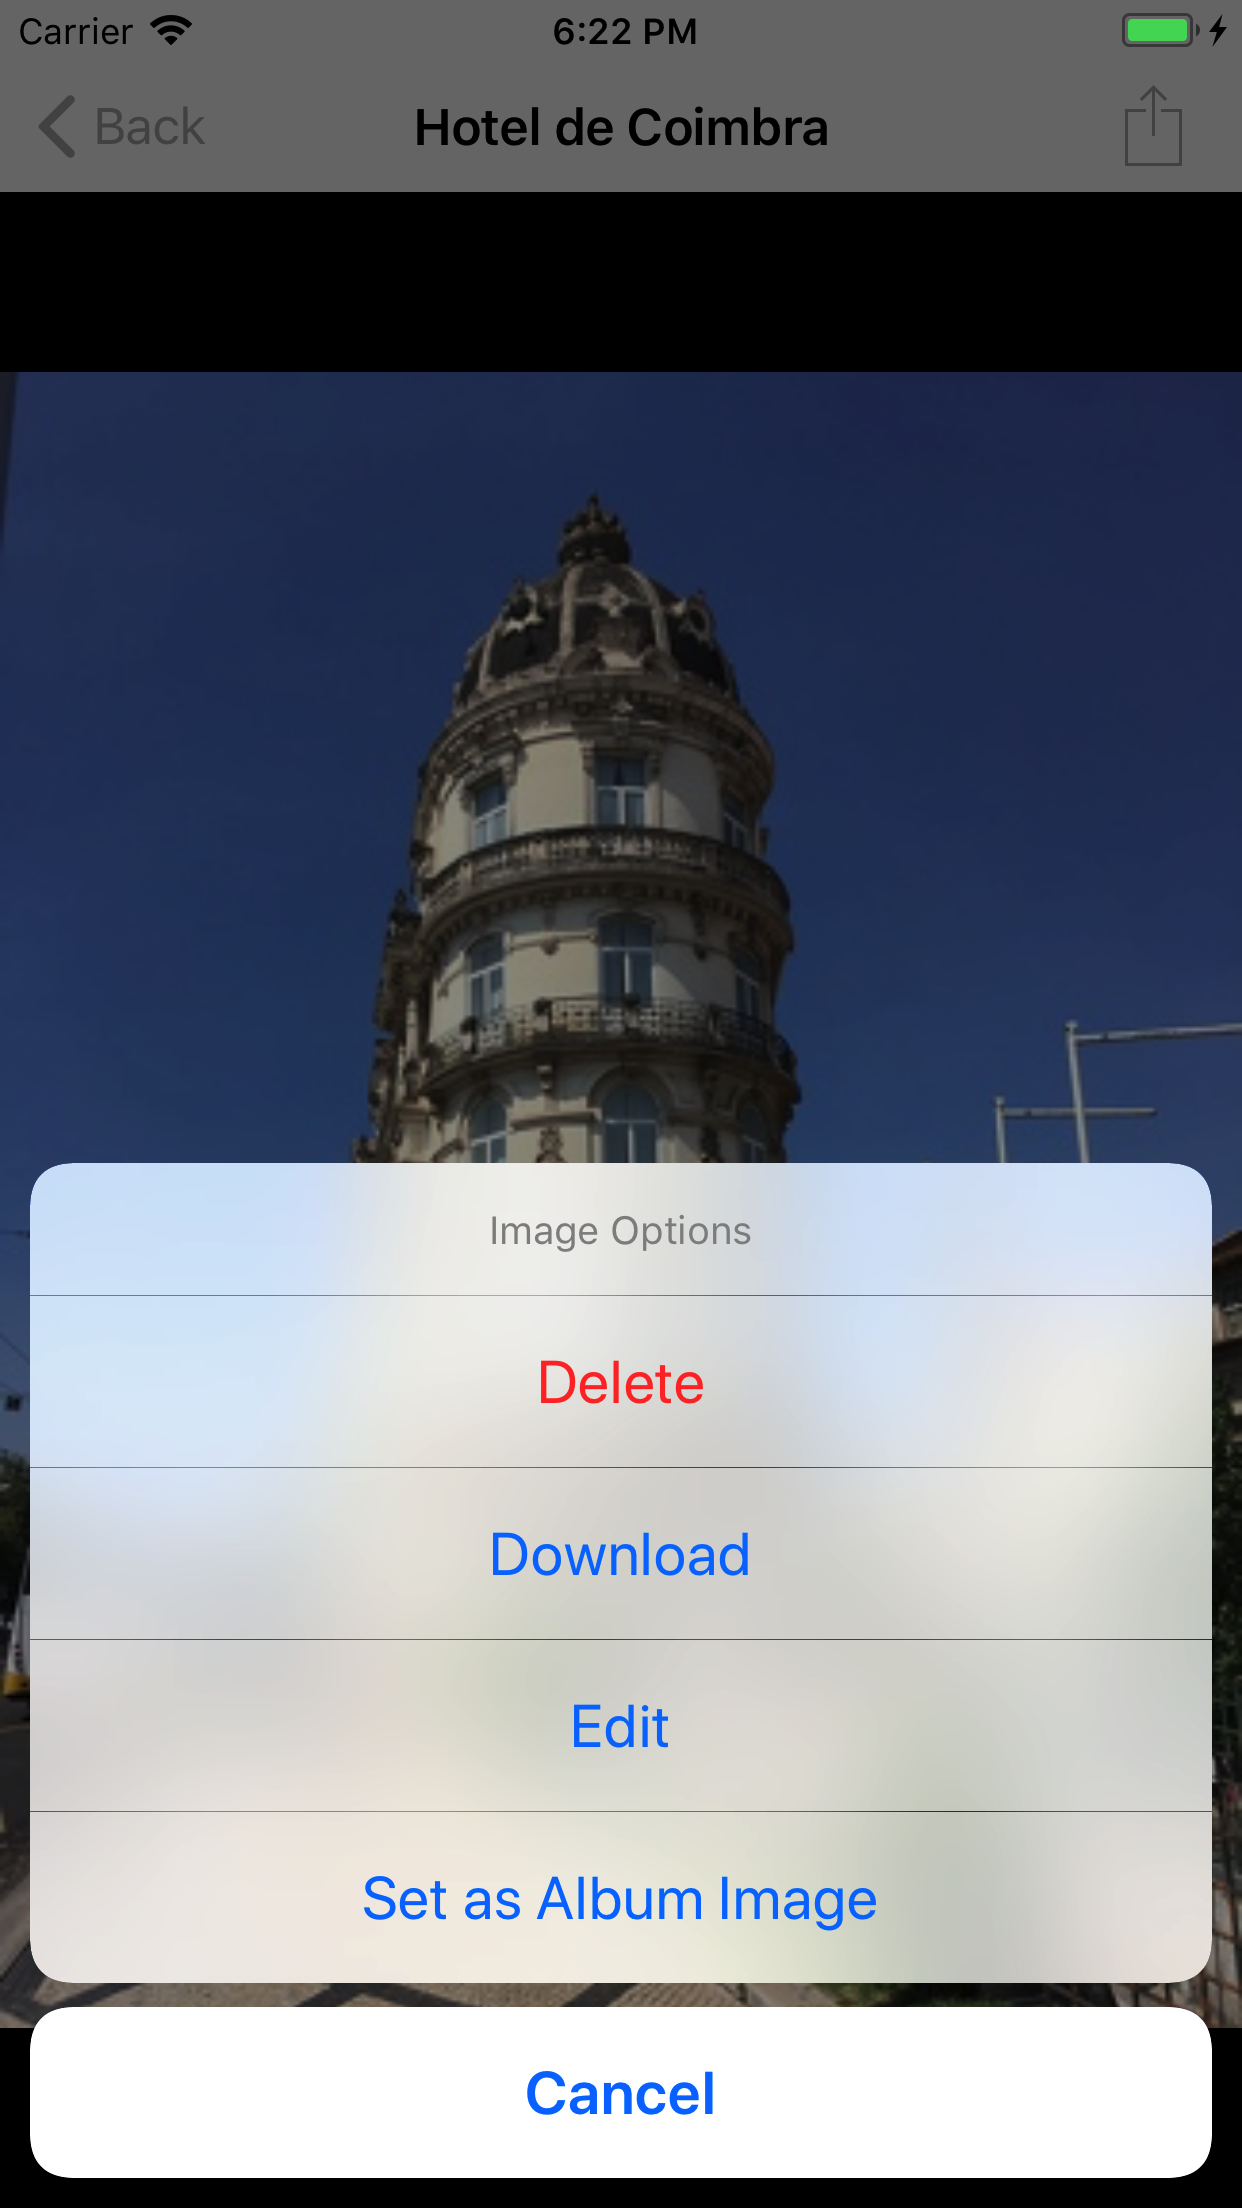 Carrier 6:22 PM
Back Hotel de Coimbra
Image Options
Delete
Download
Edit
Set as Album Image
Cancel